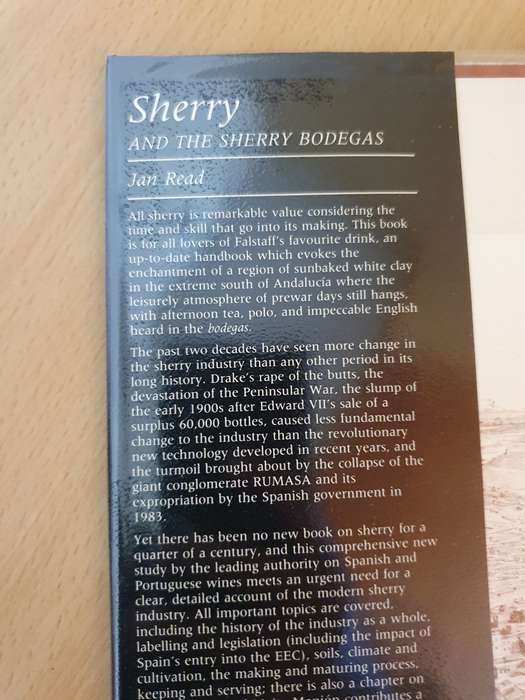 Sherry
AND THE SHERRY BODEGAS
Jan Read
All sherry is remarkable value considering the
time and skill that go into its making. This book
is for all lovers of Falstaff's favourite drink, an
up-to-date handbook which evokes the
enchantment of a region of sunbaked white clay
in the extreme south of Andalucía where the
leisurely atmosphere of prewar days still hangs,
with afternoon tea, polo, and impeccable English
heard in the bodegas.
The past two decades have seen more change in
the sherry industry than any other period in its
long history. Drake's rape of the butts, the
devastation of the Peninsular War, the slump of
the early 1900s after Edward VII's sale of a
surplus 60,000 bottles, caused less fundamental
change to the industry than the revolutionary
new technology developed in recent years, and
the turmoil brought about by the collapse of the
giant conglomerate RUMASA and its
expropriation by the Spanish government in
1983.
Yet there has been no new book on sherry for a
quarter of a century, and this comprehensive new
study by the leading authority on Spanish and
Portuguese wines meets an urgent need for a
clear, detailed account of the modern sherry
industry. All important topics are covered,
including the history of the industry as a whole,
labelling and legislation (including the impact of
Spain's entry into the EEC), soils, climate and
cultivation, the making and maturing process,
keeping and serving; there is also a chapter on
contributes a